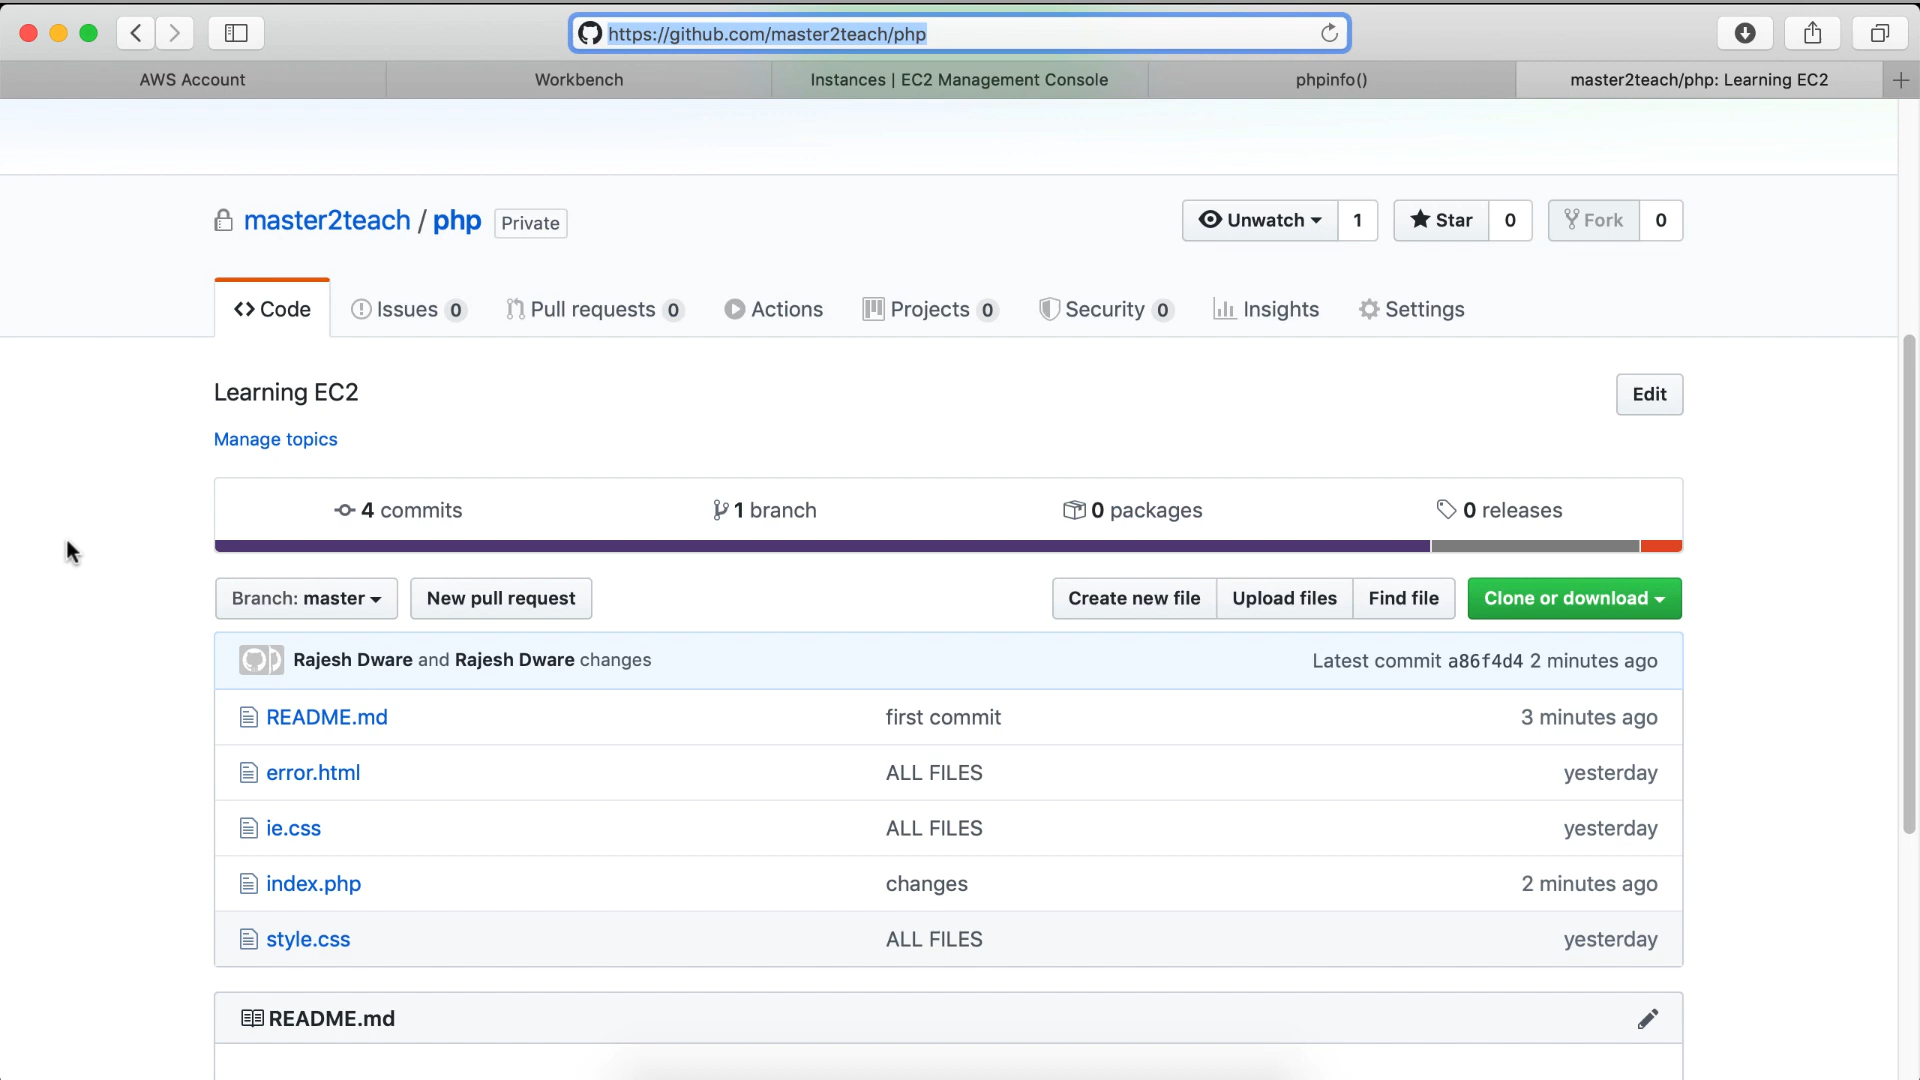 https://github.com/master2teach/php
AWS Account
Workbench
Instances | EC2 Management Console
phpinfo()
master2teach/php: Learning EC2
master2teach / php Private
Unwatch 1
Star 0
Fork 0
Code
Issues 0
Pull requests 0
Actions
Projects 0
Security 0
Insights
Settings
Learning EC2
Edit
Manage topics
4 commits
1 branch
0 packages
0 releases
Branch: master
New pull request
Create new file
Upload files
Find file
Clone or download
Rajesh Dware and Rajesh Dware changes
Latest commit a86f4d4 2 minutes ago
README.md first commit 3 minutes ago
error.html ALL FILES yesterday
ie.css ALL FILES yesterday
index.php changes 2 minutes ago
style.css ALL FILES yesterday
README.md